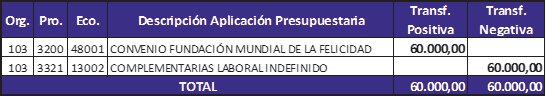 Org. Pro. Eco. Descripción Aplicación Presupuestaria Transf. Positiva Transf. Negativa
103 3200 48001 CONVENIO FUNDACIÓN MUNDIAL DE LA FELICIDAD 60.000,00
103 3321 13002 COMPLEMENTARIAS LABORAL INDEFINIDO 60.000,00
TOTAL 60.000,00 60.000,00